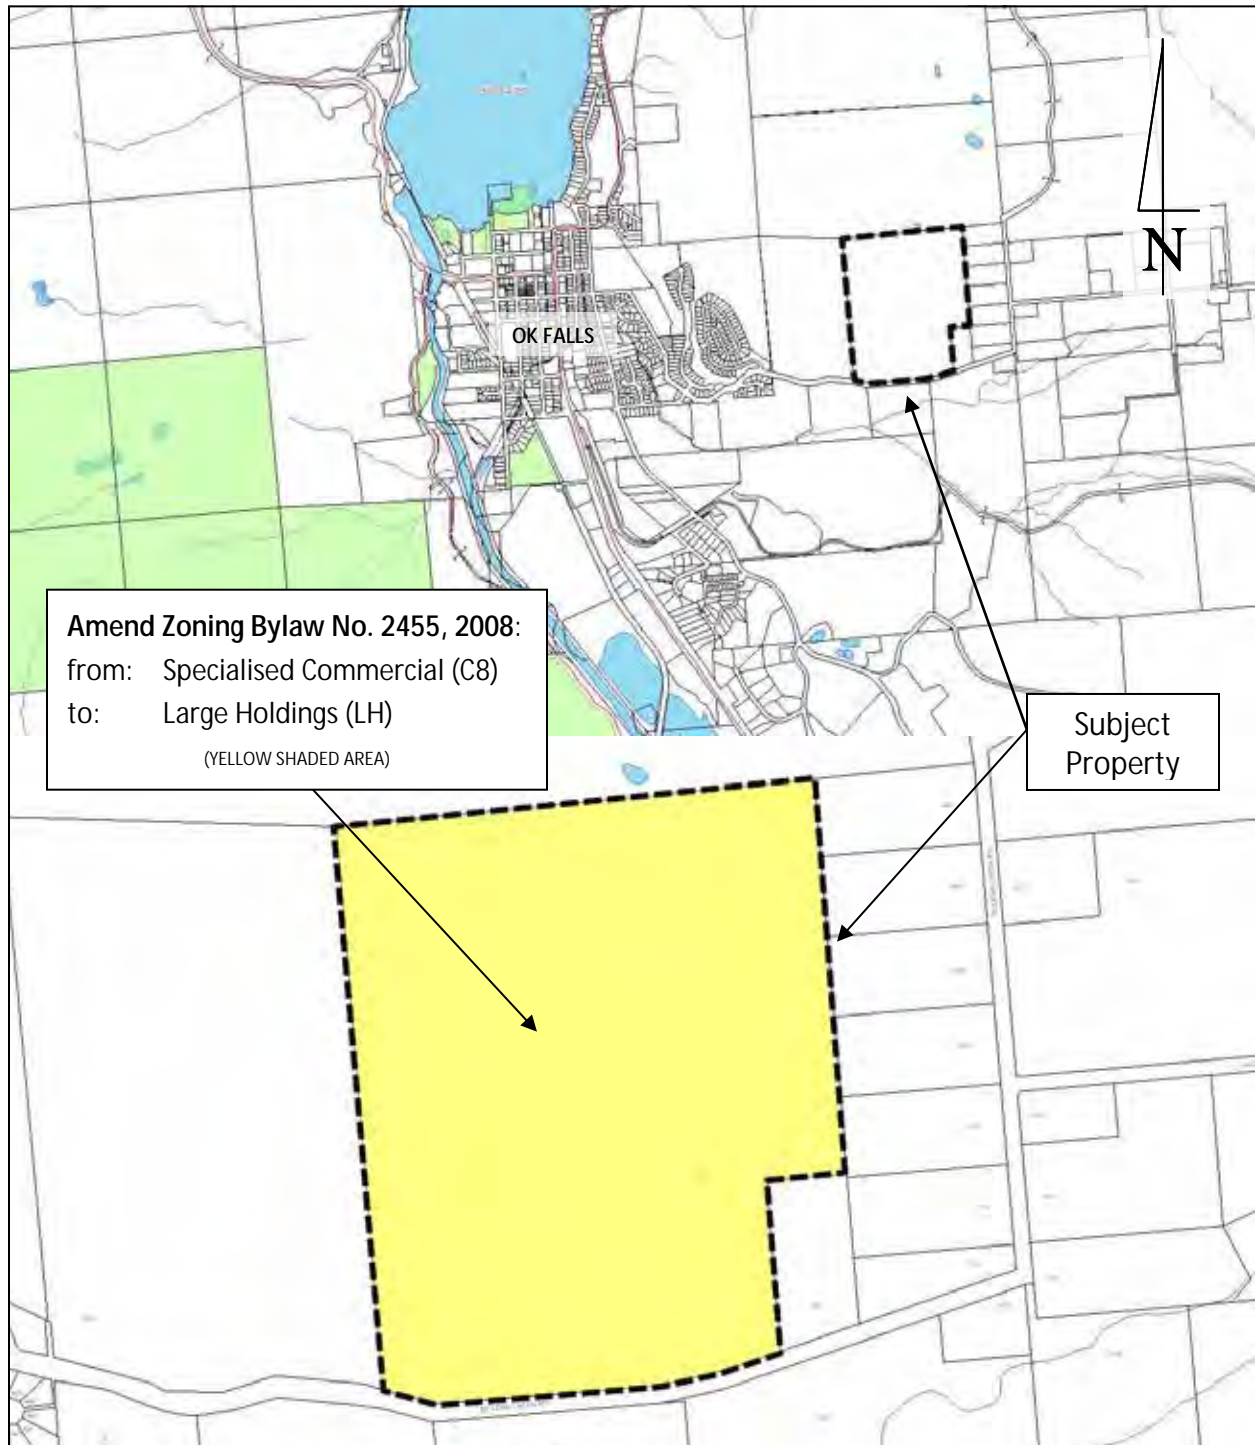 N
OK FALLS
Amend Zoning Bylaw No. 2455, 2008:
from: Specialised Commercial (C8)
to: Large Holdings (LH)
(YELLOW SHADED AREA)
Subject
Property